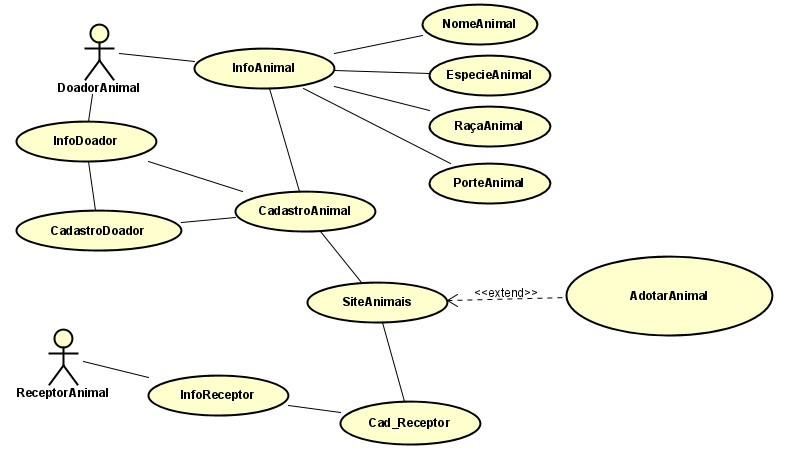 NomeAnimal
InfoAnimal
EspecieAnimal
DoadorAnimal
RaçaAnimal
InfoDoador
PorteAnimal
CadastroAnimal
CadastroDoador
<<extend>>
AdotarAnimal
SiteAnimais
ReceptorAnimal
InfoReceptor
Cad_Receptor